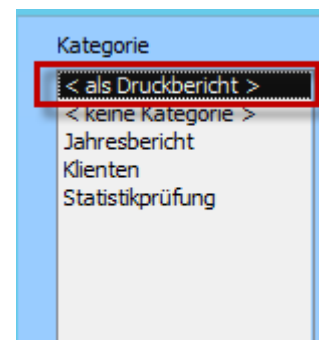 Kategorie
< als Druckbericht >
< keine Kategorie >
Jahresbericht
Klienten
Statistikprüfung